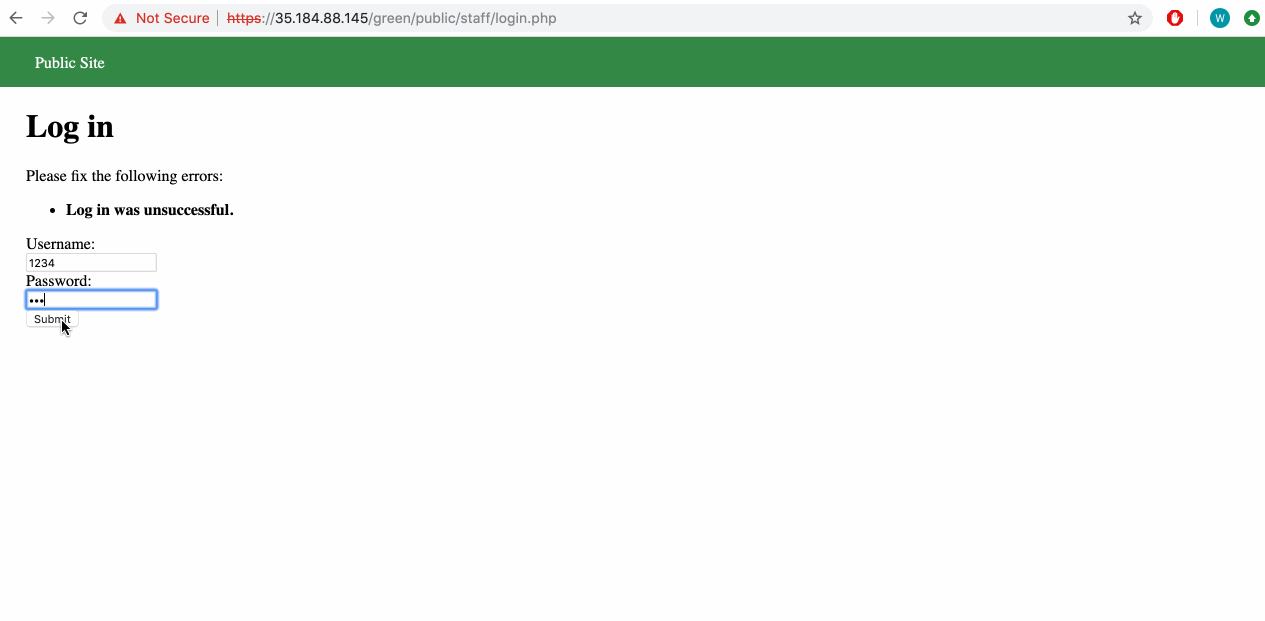 Not Secure https://35.184.88.145/green/public/staff/login.php W
Public Site
Log in
Please fix the following errors:
• Log in was unsuccessful.
Username:
1234
Password:
•••
Submit